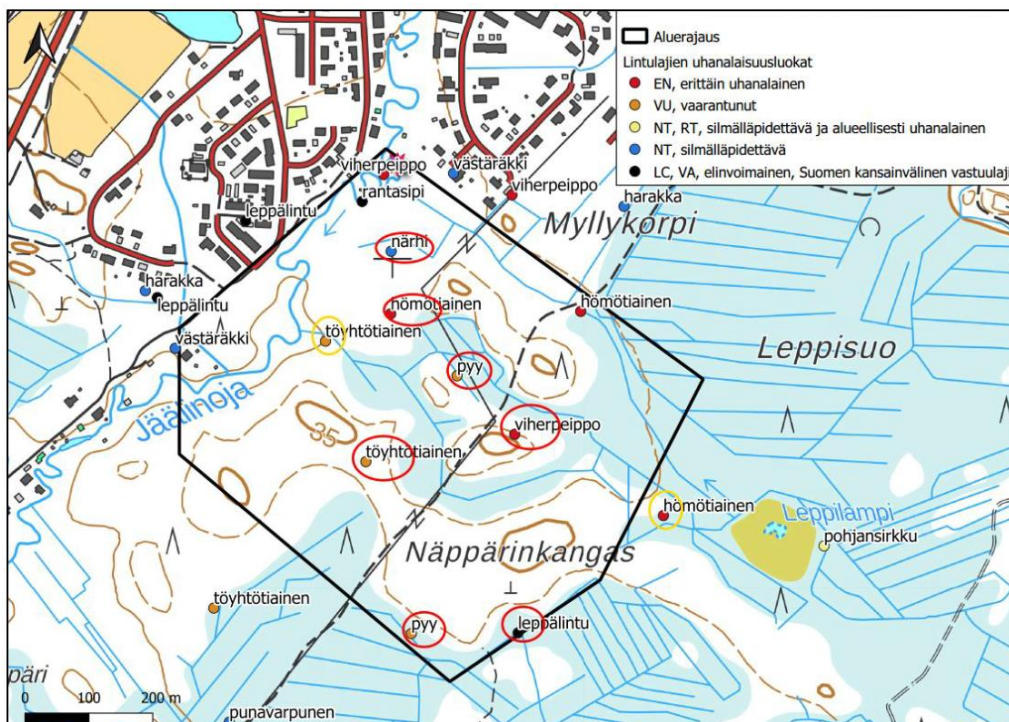 Aluerajaus
Lintulajien uhanalaisuusluokat
EN, erittäin uhanalainen
VU, vaarantunut
NT, RT, silmälläpidettävä ja alueellisesti uhanalainen
NT, silmälläpidettävä
LC, VA, elinvoimainen, Suomen kansainvälinen vastuulaji
viherpeippo
västäräkki
rantasipi
viherpeippo
harakka
leppälintu
Myllykorpi
närhi
harakka
leppälintu
hömötiainen
hömötiainen
töyhtötiainen
västäräkki
Leppisuo
pyy
Jäälinoja
35
viherpeippo
töyhtötiainen
hömötiainen
Leppilampi
pohjansirkku
Näppärinkangas
töyhtötiainen
pyy
leppälintu
päri
0 100 200 m
punavarpunen